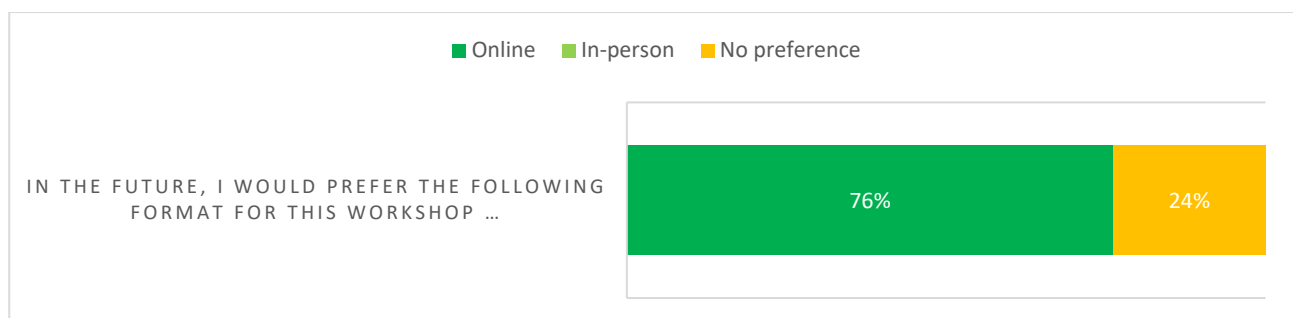 Online In-person No preference
IN THE FUTURE, I WOULD PREFER THE FOLLOWING
FORMAT FOR THIS WORKSHOP …
76% 24%